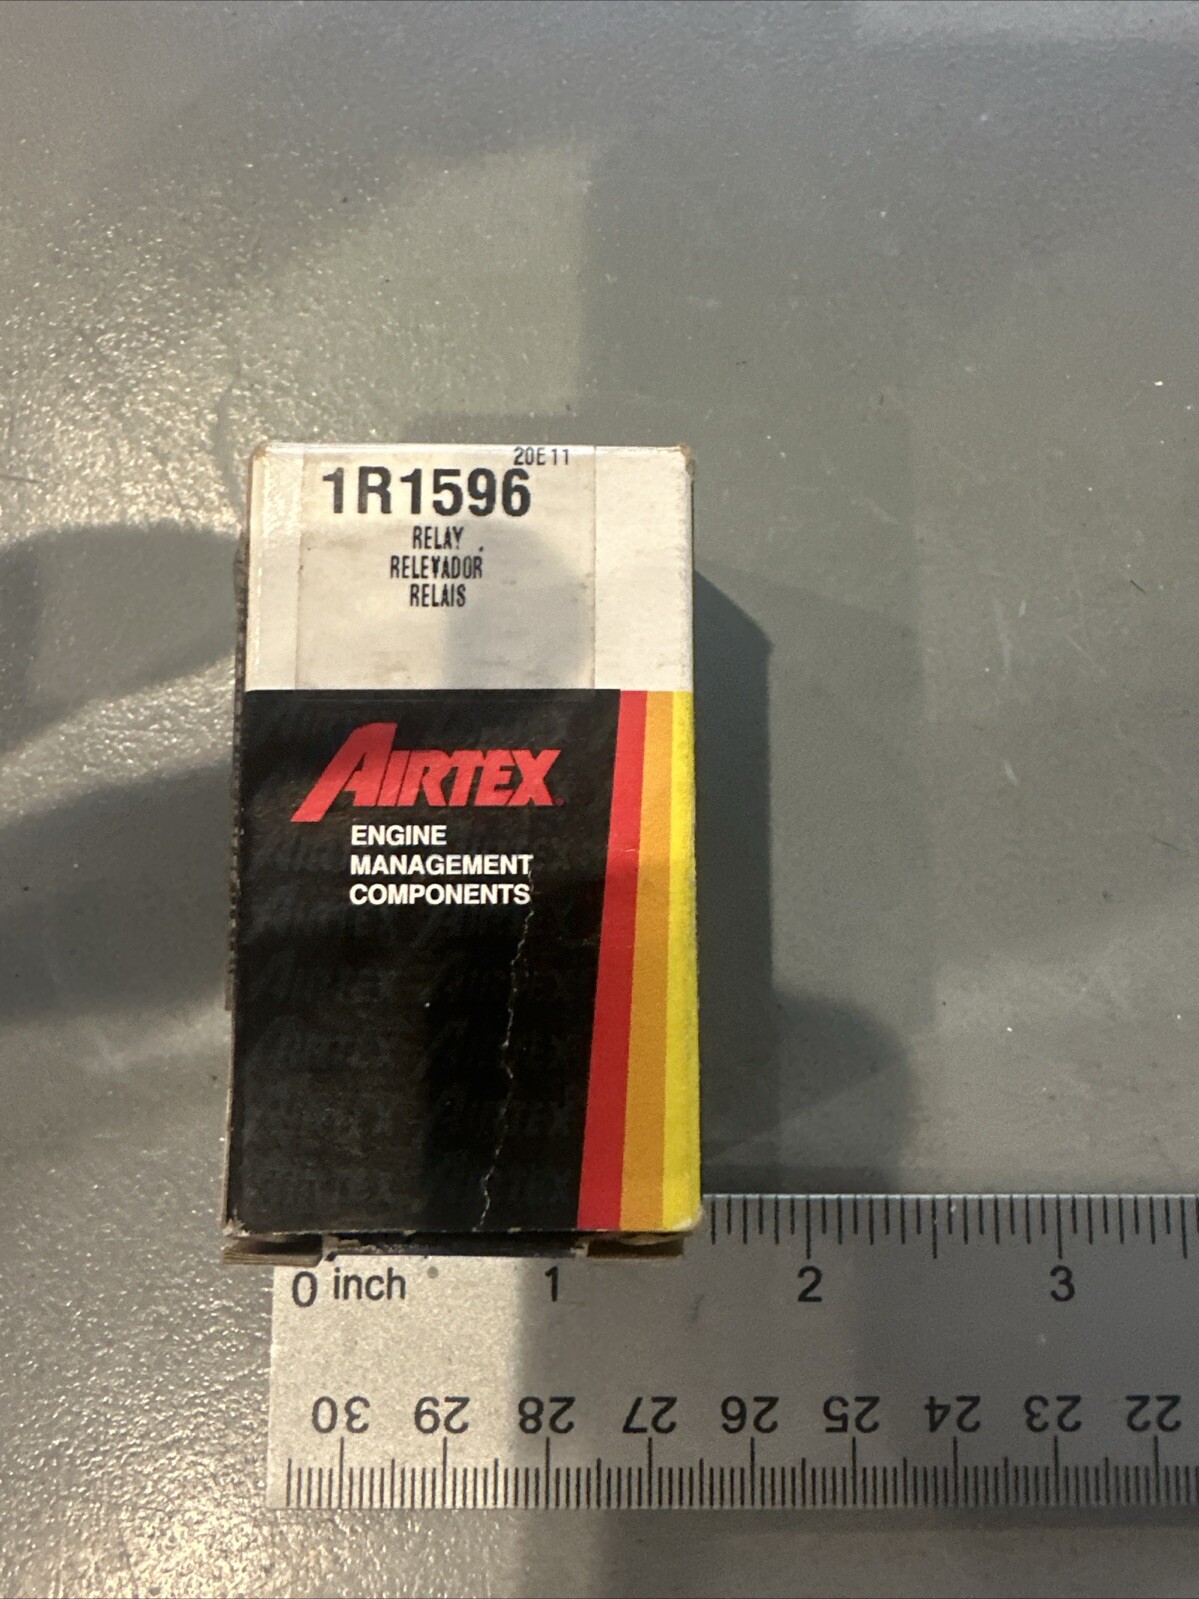 20E11
1R1596
RELAY
RELEVADOR
RELAIS
AIRTEX
ENGINE
MANAGEMENT
COMPONENTS
0 inch 1 2 3
30 29 28 27 26 25 24 23 22